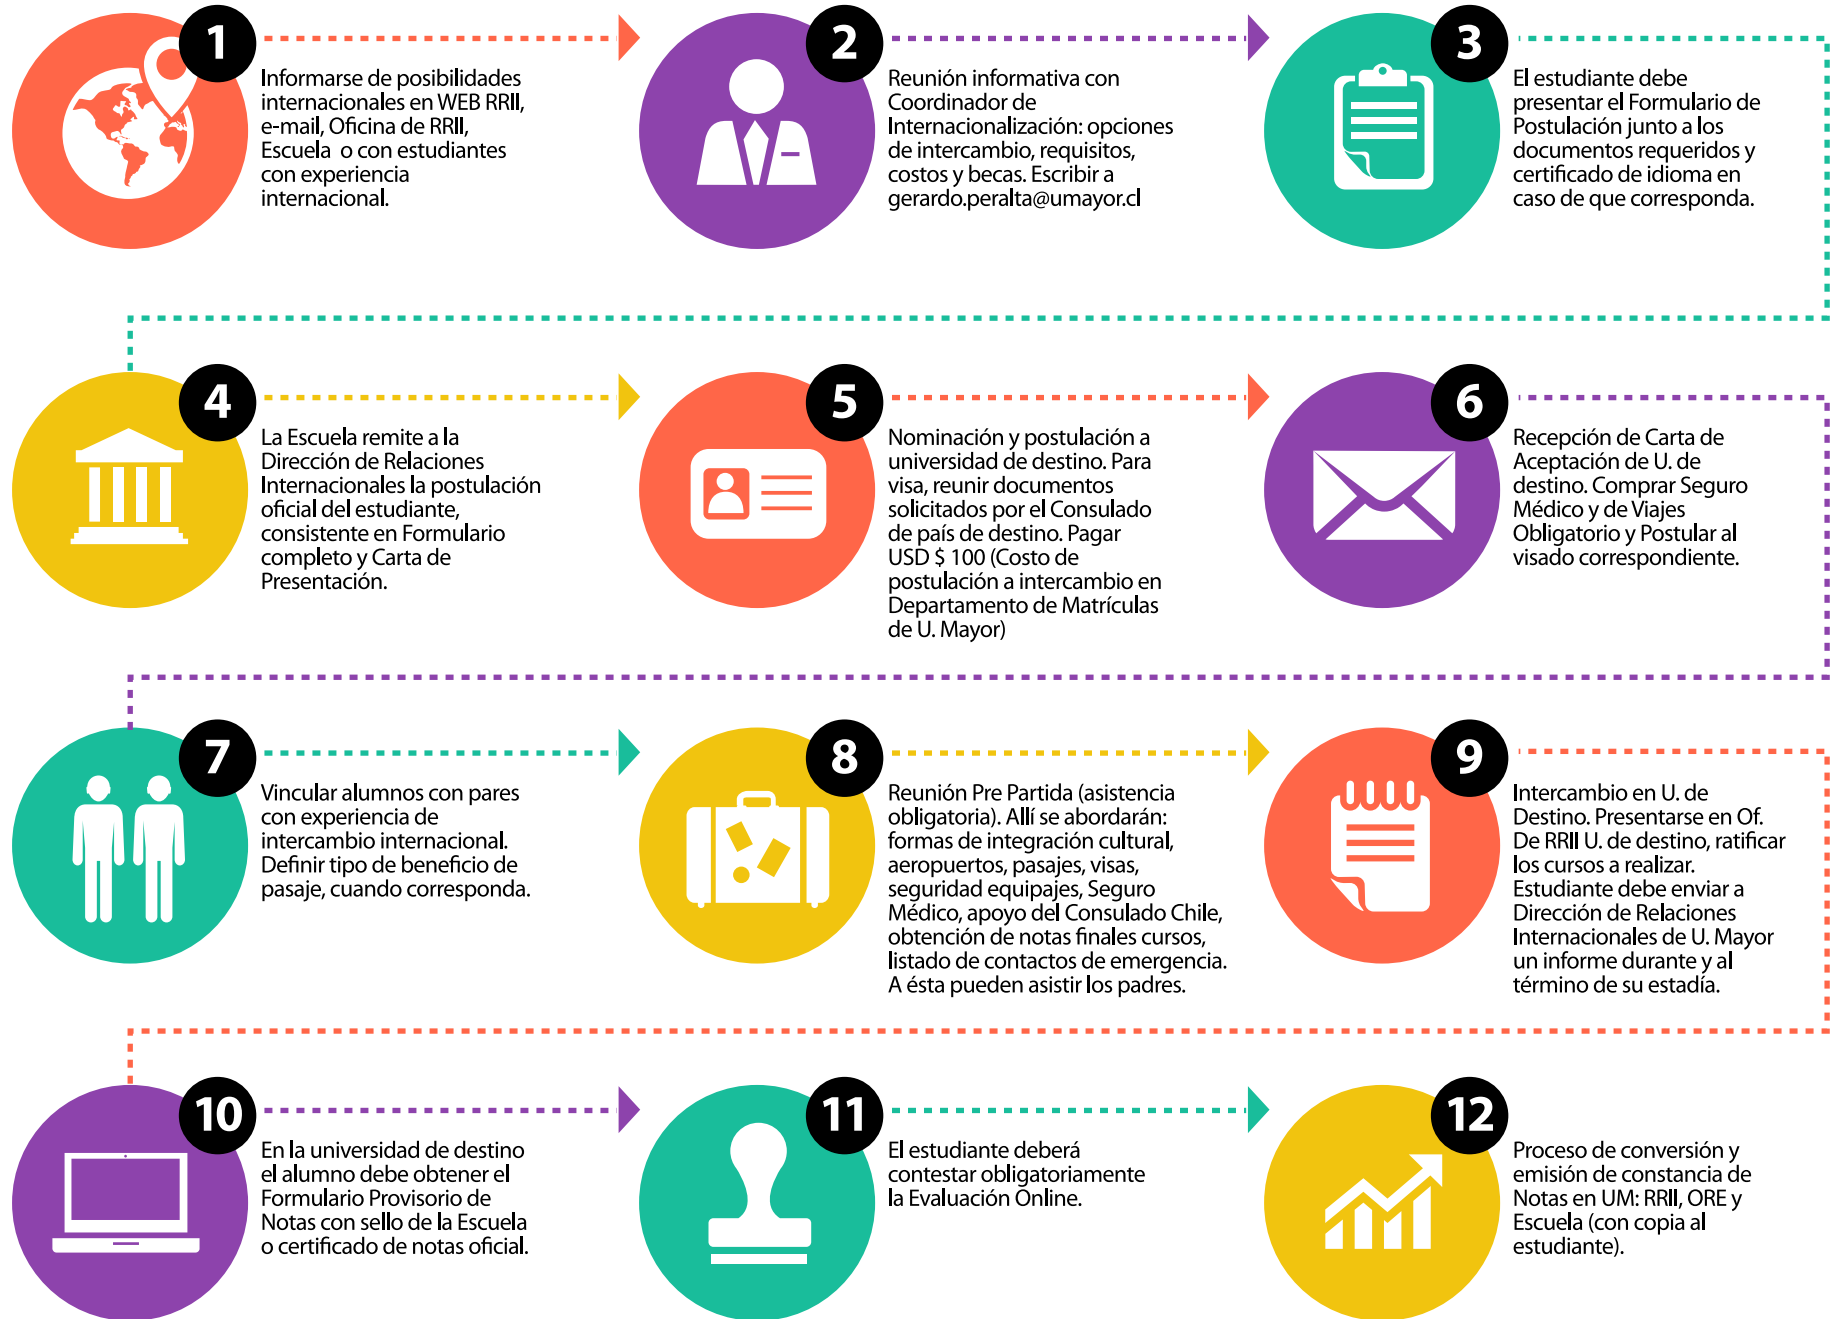 1
Informarse de posibilidades
internacionales en WEB RRII,
e-mail, Oficina de RRII,
Escuela o con estudiantes
con experiencia
internacional.
2
Reunión informativa con
Coordinador de
Internacionalización: opciones
de intercambio, requisitos,
costos y becas. Escribir a
gerardo.peralta@umayor.cl
3
El estudiante debe
presentar el Formulario de
Postulación junto a los
documentos requeridos y
certificado de idioma en
caso de que corresponda.
4
La Escuela remite a la
Dirección de Relaciones
Internacionales la postulación
oficial del estudiante,
consistente en Formulario
completo y Carta de
Presentación.
5
Nominación y postulación a
universidad de destino. Para
visa, reunir documentos
solicitados por el Consulado
de país de destino. Pagar
USD $ 100 (Costo de
postulación a intercambio en
Departamento de Matrículas
de U. Mayor)
6
Recepción de Carta de
Aceptación de U. de
destino. Comprar Seguro
Médico y de Viajes
Obligatorio y Postular al
visado correspondiente.
7
Vincular alumnos con pares
con experiencia de
intercambio internacional.
Definir tipo de beneficio de
pasaje, cuando corresponda.
8
Reunión Pre Partida (asistencia
obligatoria). Allí se abordarán:
formas de integración cultural,
aeropuertos, pasajes, visas,
seguridad equipajes, Seguro
Médico, apoyo del Consulado Chile,
obtención de notas finales cursos,
listado de contactos de emergencia.
A ésta pueden asistir los padres.
9
Intercambio en U. de
Destino. Presentarse en Of.
De RRII U. de destino, ratificar
los cursos a realizar.
Estudiante debe enviar a
Dirección de Relaciones
Internacionales de U. Mayor
un informe durante y al
término de su estadía.
10
En la universidad de destino
el alumno debe obtener el
Formulario Provisorio de
Notas con sello de la Escuela
o certificado de notas oficial.
11
El estudiante deberá
contestar obligatoriamente
la Evaluación Online.
12
Proceso de conversión y
emisión de constancia de
Notas en UM: RRII, ORE y
Escuela (con copia al
estudiante).